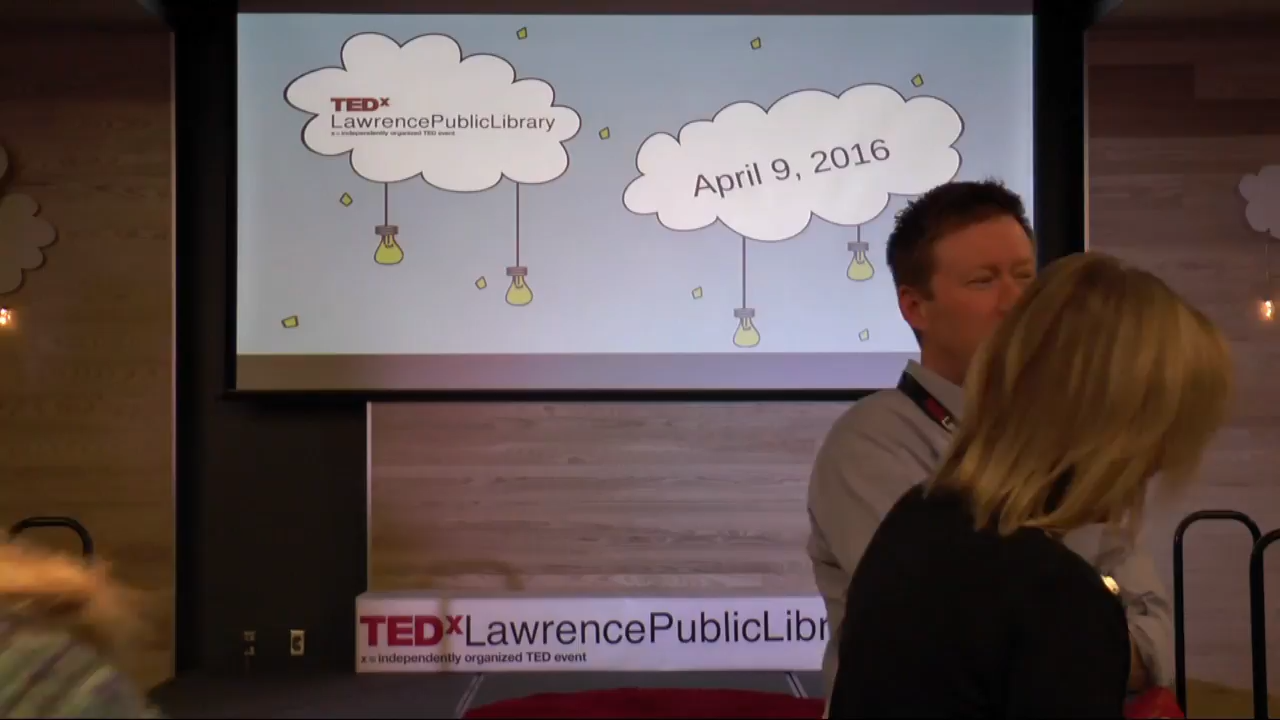 TEDx
LawrencePublicLibrary
x = independently organized TED event
April 9, 2016
TEDxLawrencePublicLibr
x = independently organized TED event